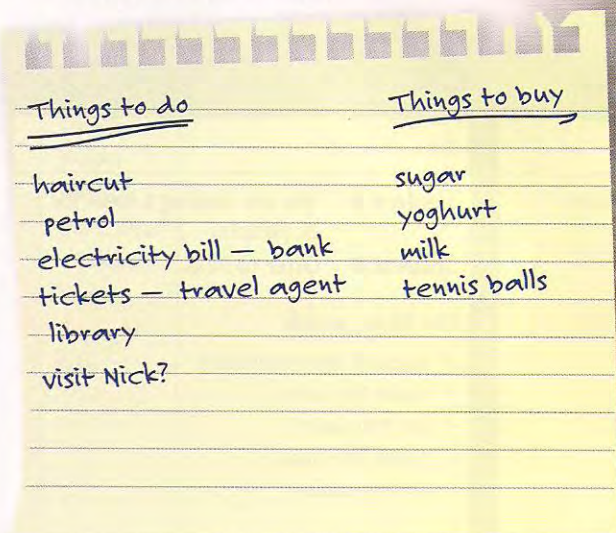 Things to do
haircut
petrol
electricity bill — bank
tickets — travel agent
library
visit Nick?
Things to buy
sugar
yoghurt
milk
tennis balls